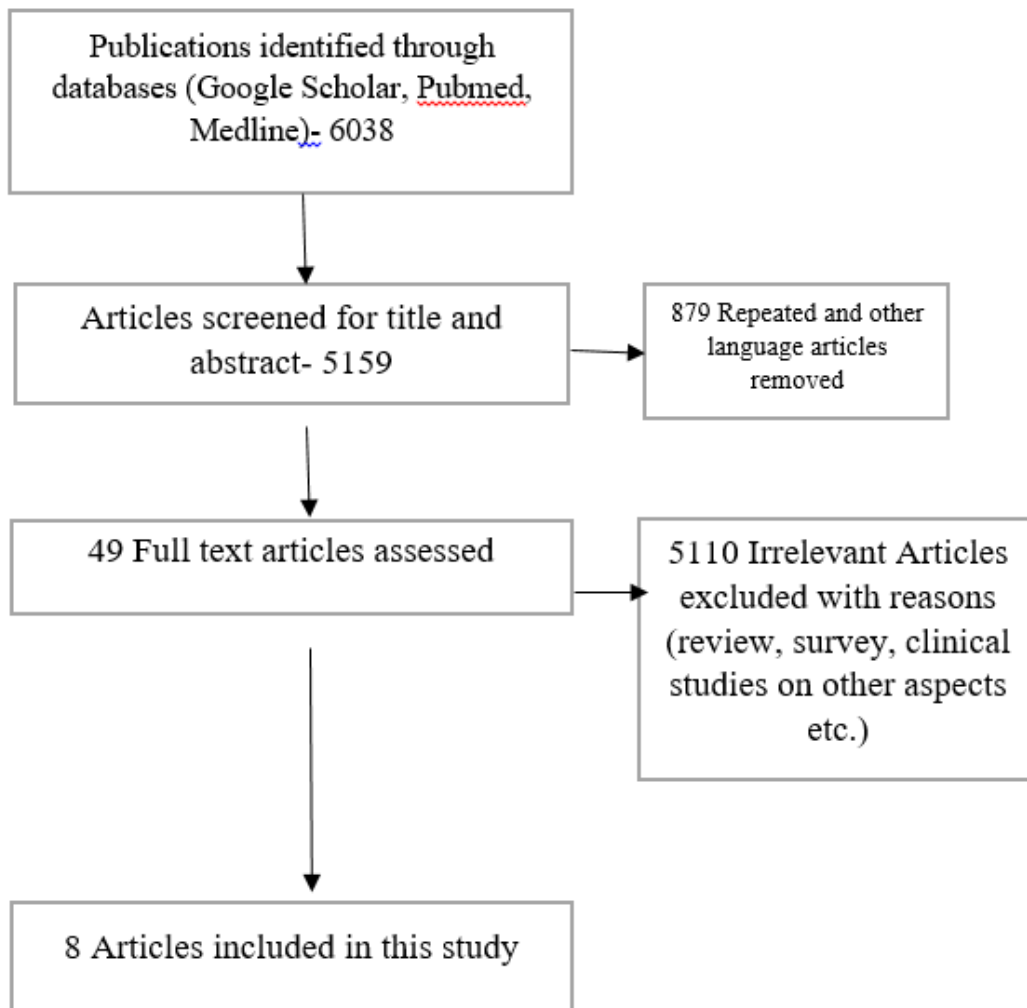 Publications identified through
databases (Google Scholar, Pubmed,
Medline)- 6038
Articles screened for title and
abstract- 5159
879 Repeated and other
language articles
removed
49 Full text articles assessed
5110 Irrelevant Articles
excluded with reasons
(review, survey, clinical
studies on other aspects
etc.)
8 Articles included in this study